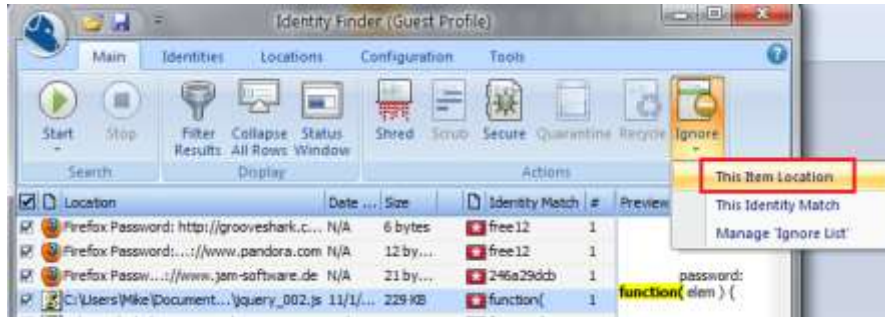 Identity Finder (Guest Profile)
Main Identities Locations Configuration Tools
Start Stop Filter Results Collapse All Rows Status Window Shred Scrub Secure Quarantine Recycle Ignore
Search Display Actions
This Item Location
This Identity Match
Manage 'Ignore List'
Location Date ... Size Identity Match # Preview
Firefox Password: http://grooveshark.c... N/A 6 bytes free12 1
Firefox Password:...://www.pandora.com N/A 12 by... free12 1
Firefox Passw...://www.jam-software.de N/A 21 by... 246a29dcb 1
password:
C:\Users\Mike\Document...\jquery_002.js 11/1/... 229 KB function( 1
function( elem ) {